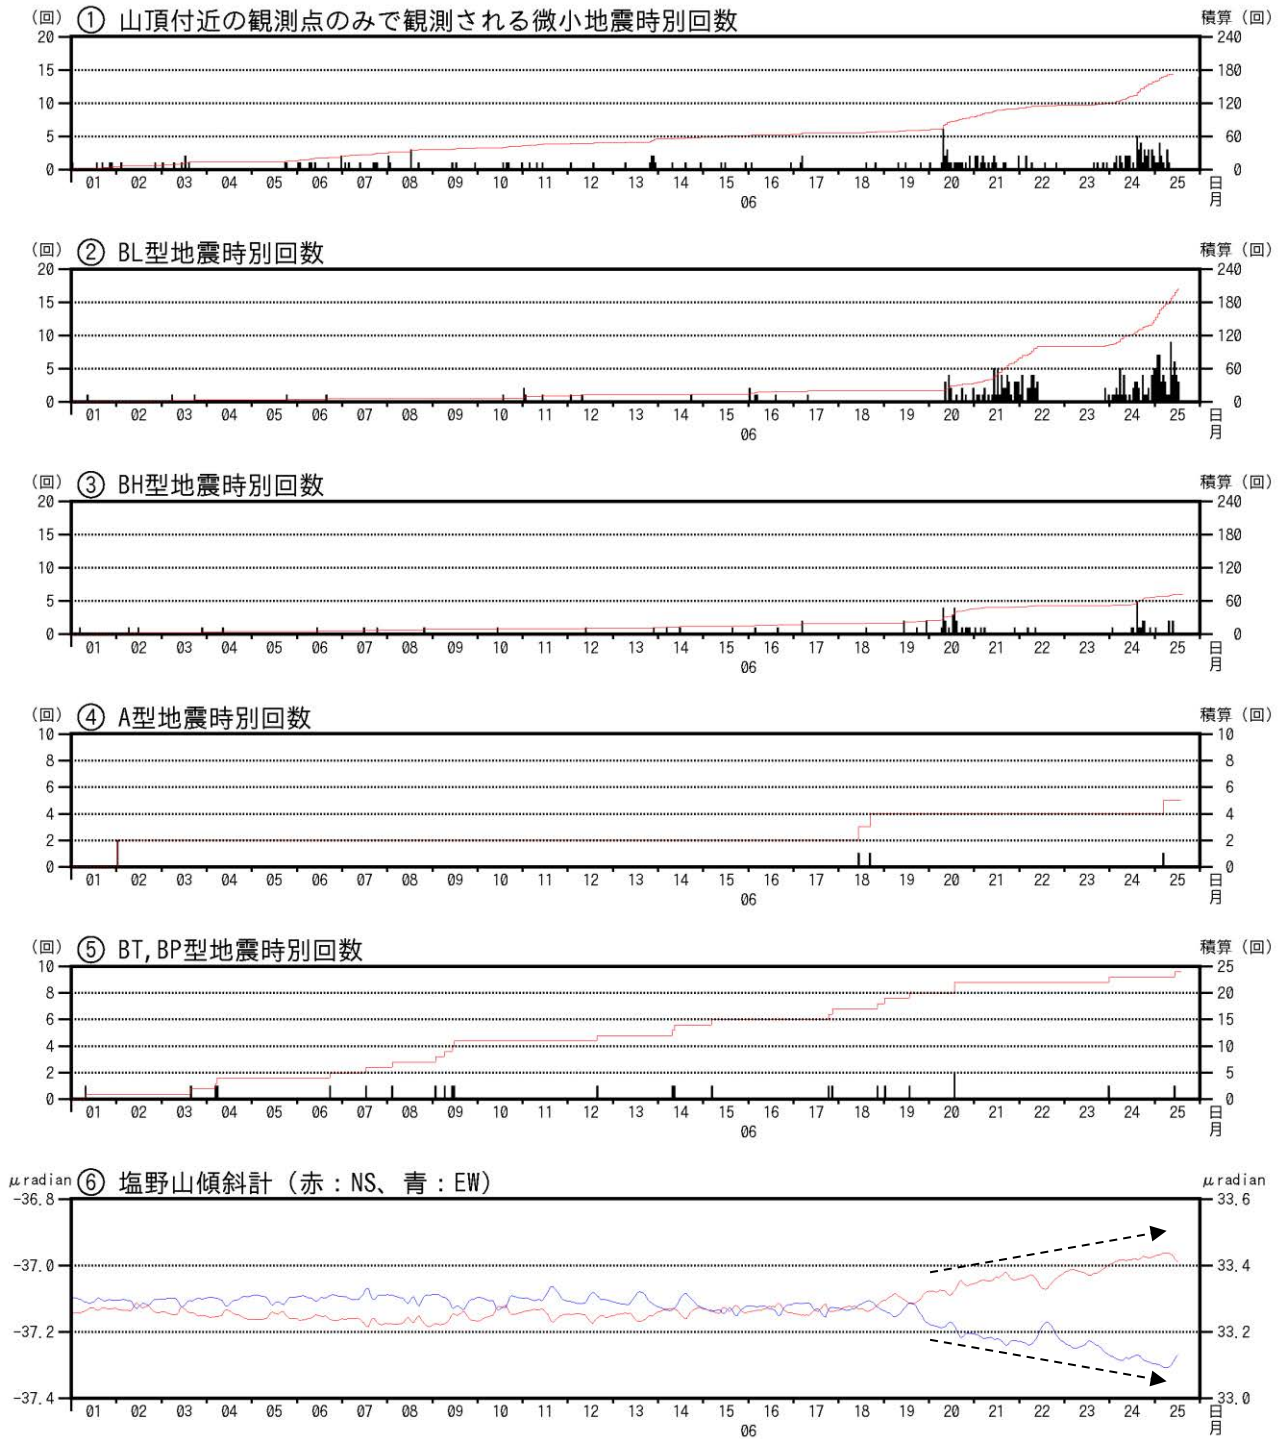 (回) ① 山頂付近の観測点のみで観測される微小地震時別回数 積算(回)
20 240
15 180
10 120
5 60
0 0
01 02 03 04 05 06 07 08 09 10 11 12 13 14 15 16 17 18 19 20 21 22 23 24 25 日
06 月
(回) ② BL型地震時別回数 積算(回)
20 240
15 180
10 120
5 60
0 0
01 02 03 04 05 06 07 08 09 10 11 12 13 14 15 16 17 18 19 20 21 22 23 24 25 日
06 月
(回) ③ BH型地震時別回数 積算(回)
20 240
15 180
10 120
5 60
0 0
01 02 03 04 05 06 07 08 09 10 11 12 13 14 15 16 17 18 19 20 21 22 23 24 25 日
06 月
(回) ④ A型地震時別回数 積算(回)
10 10
8 8
6 6
4 4
2 2
0 0
01 02 03 04 05 06 07 08 09 10 11 12 13 14 15 16 17 18 19 20 21 22 23 24 25 日
06 月
(回) ⑤ BT,BP型地震時別回数 積算(回)
10 25
8 20
6 15
4 10
2 5
0 0
01 02 03 04 05 06 07 08 09 10 11 12 13 14 15 16 17 18 19 20 21 22 23 24 25 日
06 月
μradian ⑥ 塩野山傾斜計(赤:NS、青:EW) μradian
-36.8 33.6
-37.0 33.4
-37.2 33.2
-37.4 33.0
01 02 03 04 05 06 07 08 09 10 11 12 13 14 15 16 17 18 19 20 21 22 23 24 25 日
06 月